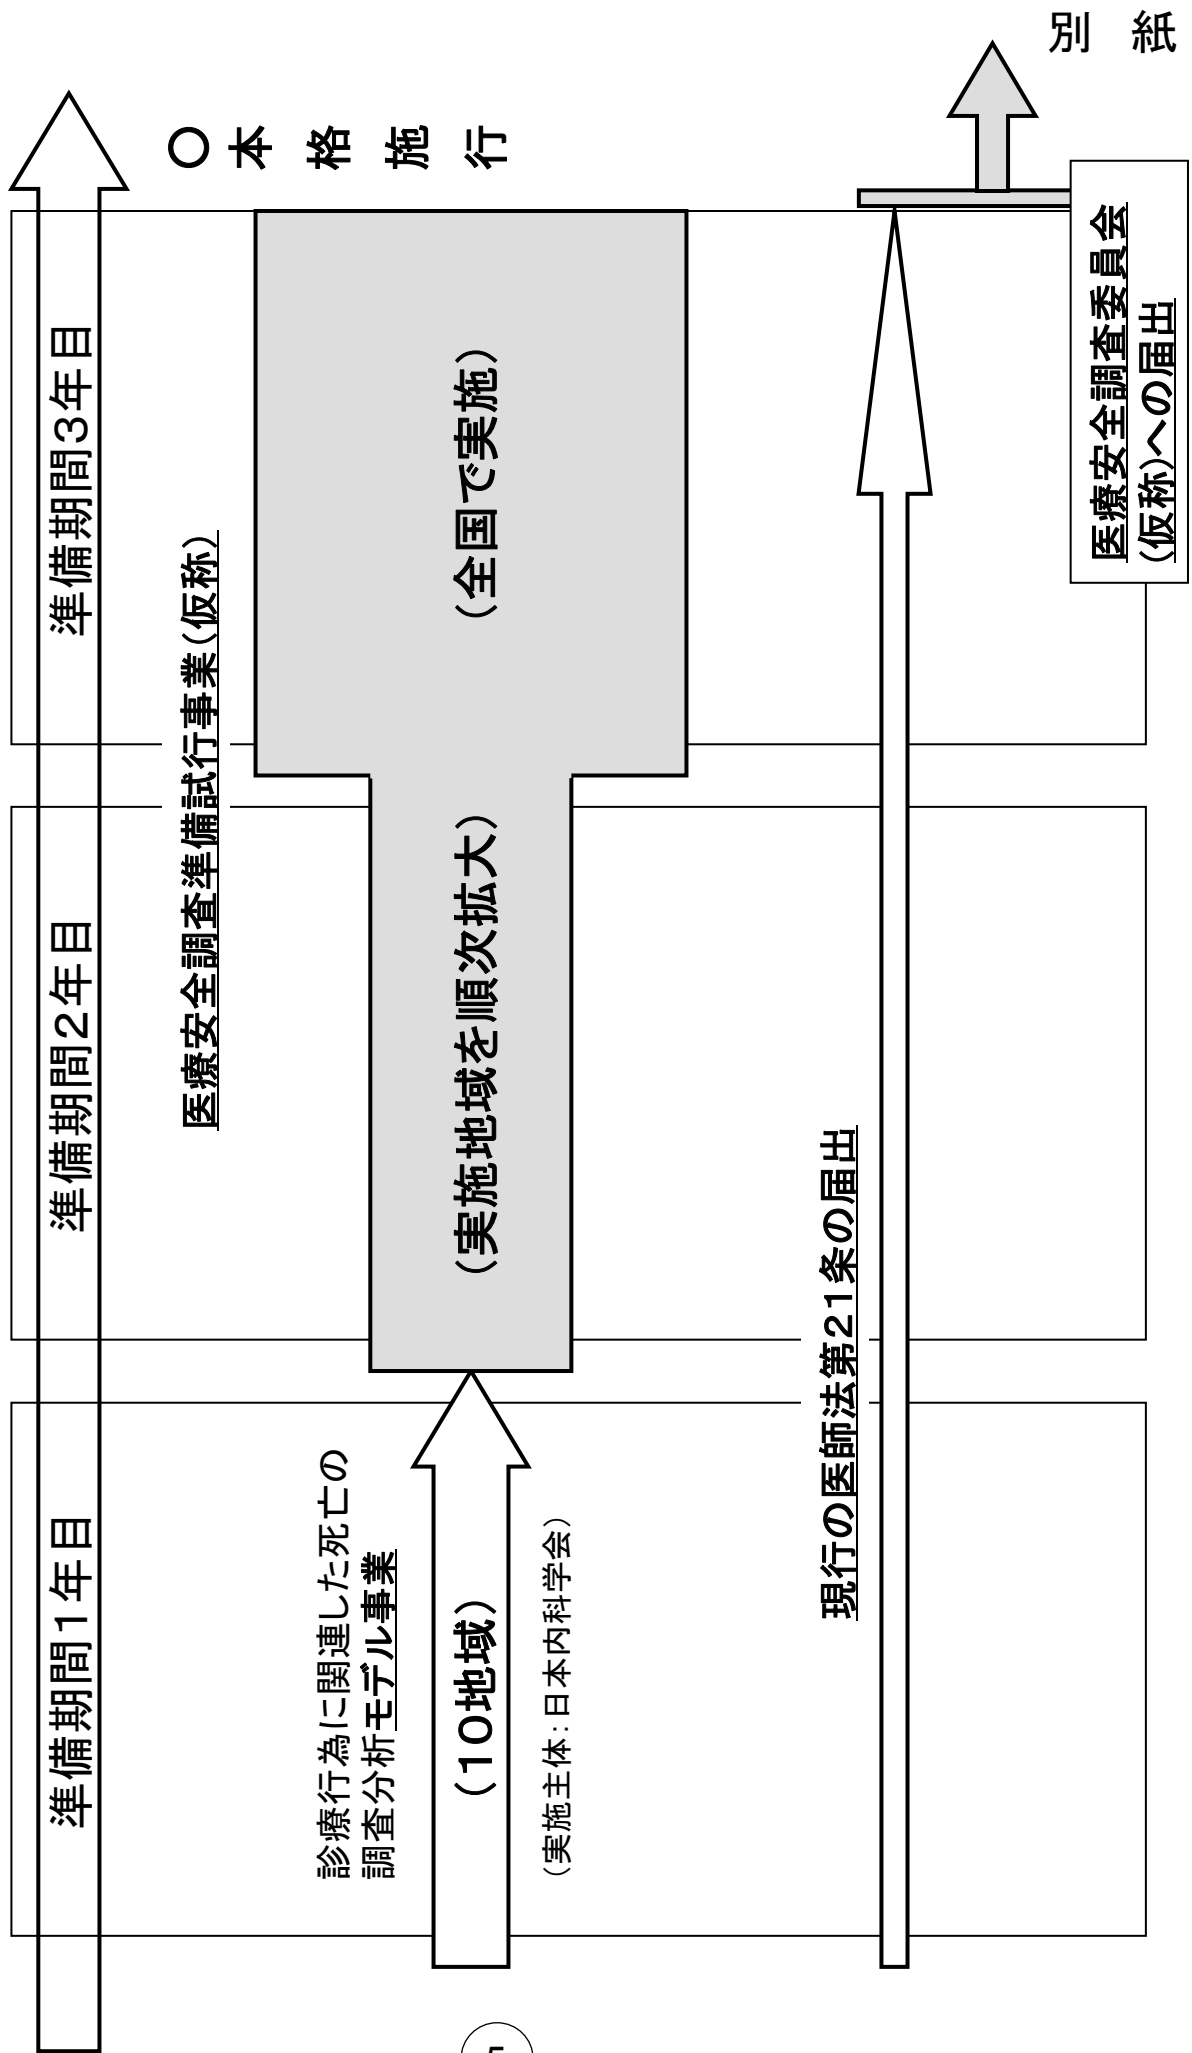 別　紙
準備期間1年目
準備期間2年目
準備期間3年目
○本格施行
医療安全調査準備試行事業(仮称)
診療行為に関連した死亡の
調査分析モデル事業
(10地域)
(実施主体:日本内科学会)
(実施地域を順次拡大)
(全国で実施)
現行の医師法第21条の届出
医療安全調査委員会
(仮称)への届出